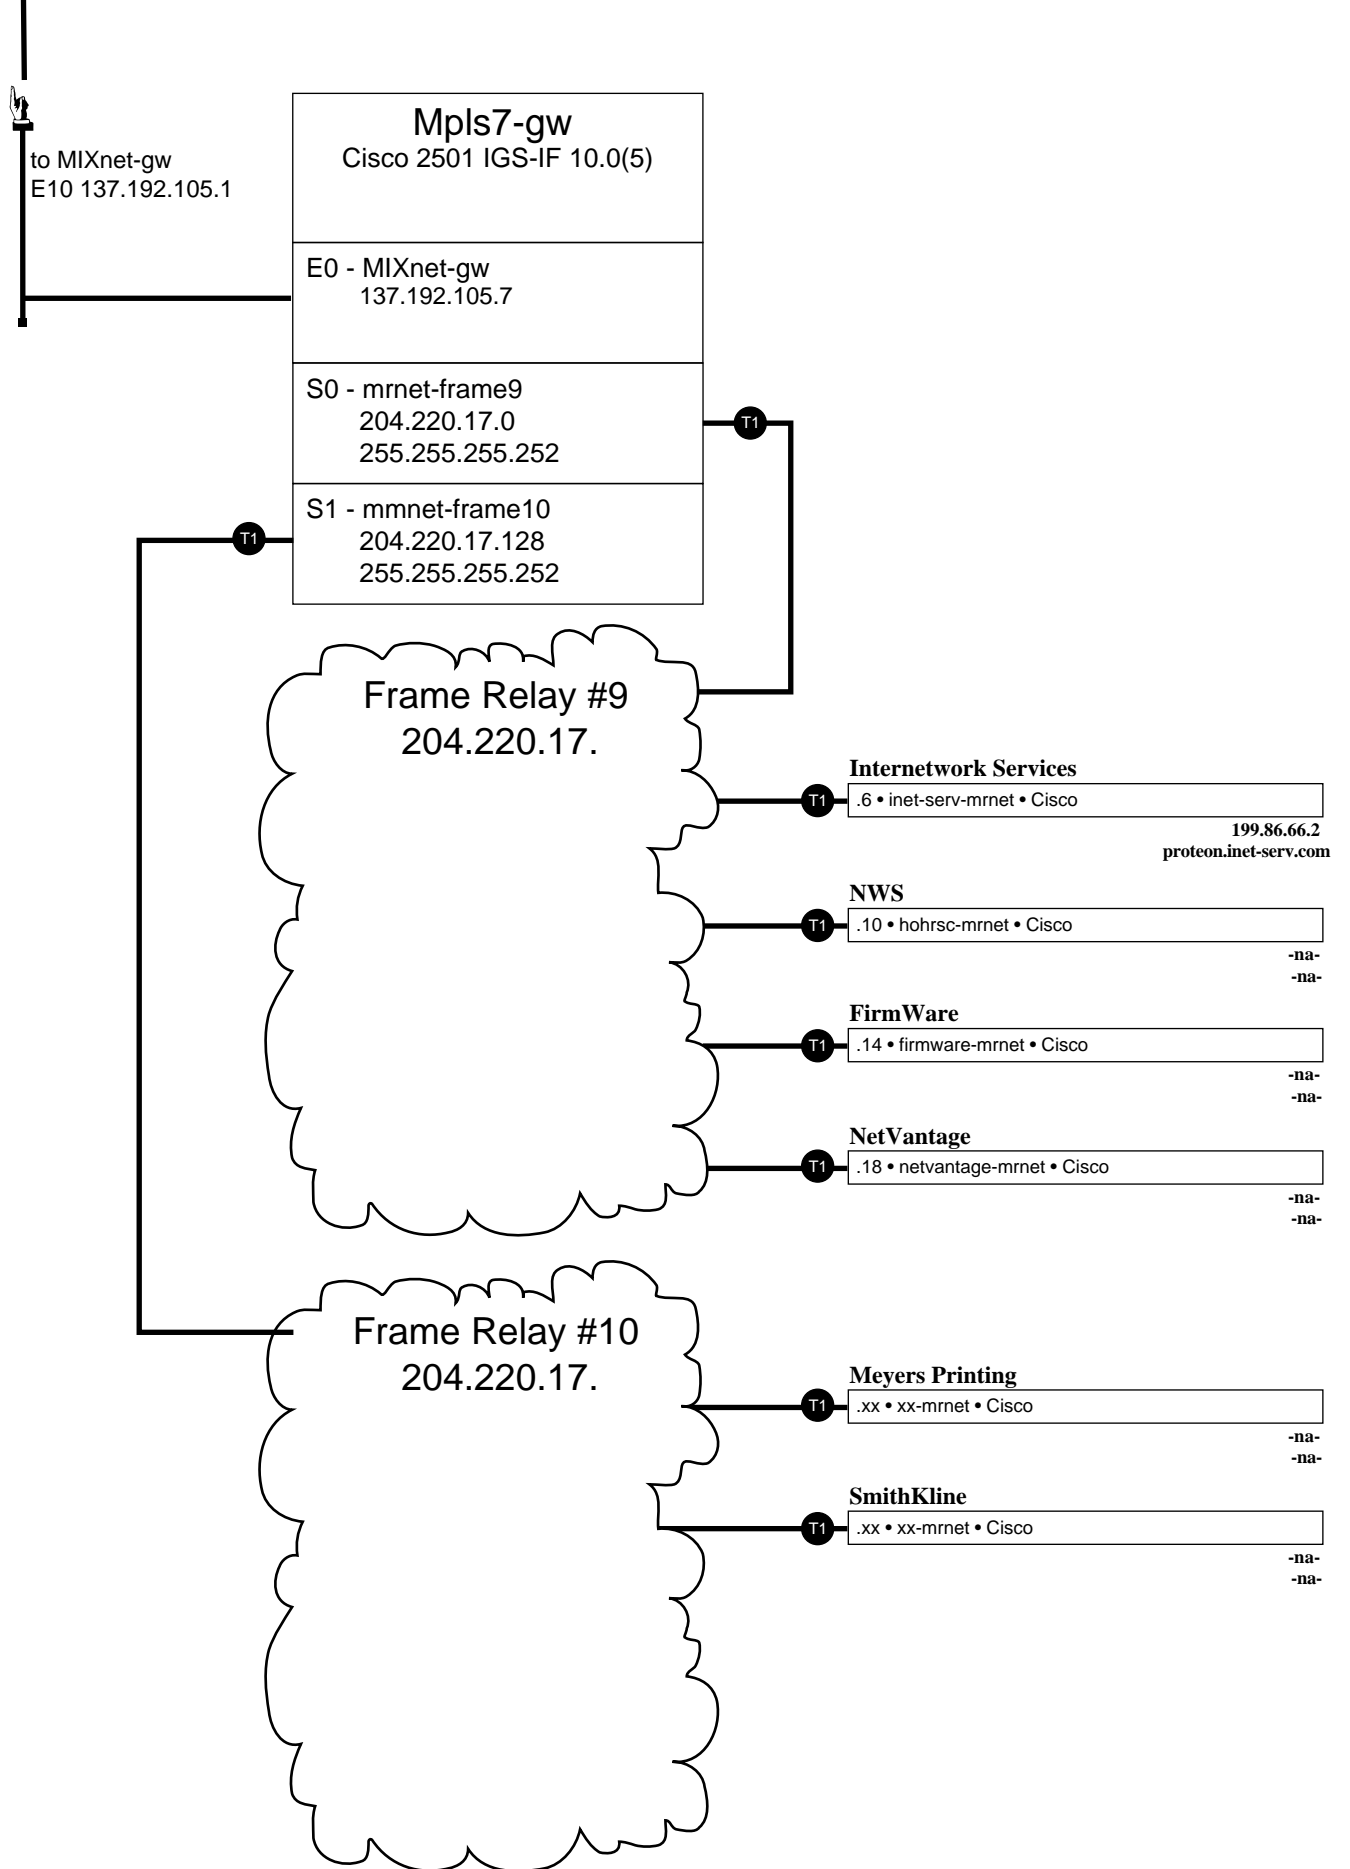 to MIXnet-gw
E10 137.192.105.1
Mpls7-gw
Cisco 2501 IGS-IF 10.0(5)
E0 - MIXnet-gw
137.192.105.7
S0 - mrnet-frame9
204.220.17.0
255.255.255.252
T1
S1 - mmnet-frame10
204.220.17.128
255.255.255.252
T1
Frame Relay #9
204.220.17.
Internetwork Services
T1
.6 • inet-serv-mrnet • Cisco
199.86.66.2
proteon.inet-serv.com
NWS
T1
.10 • hohrsc-mrnet • Cisco
-na-
-na-
FirmWare
T1
.14 • firmware-mrnet • Cisco
-na-
-na-
NetVantage
T1
.18 • netvantage-mrnet • Cisco
-na-
-na-
Frame Relay #10
204.220.17.
Meyers Printing
T1
.xx • xx-mrnet • Cisco
-na-
-na-
SmithKline
T1
.xx • xx-mrnet • Cisco
-na-
-na-